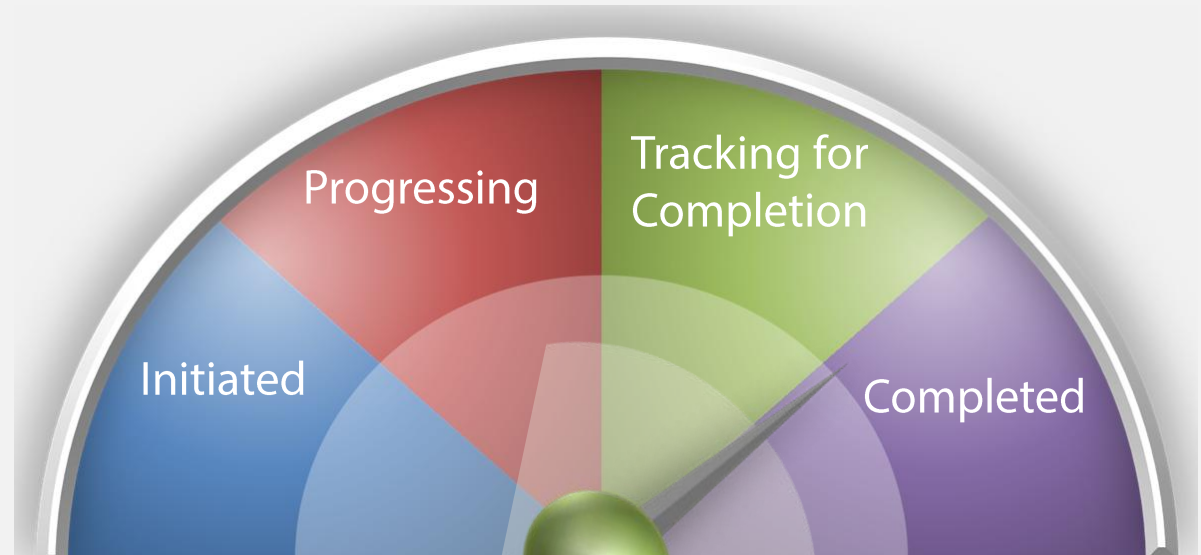 Initiated
Progressing
Tracking for
Completion
Completed